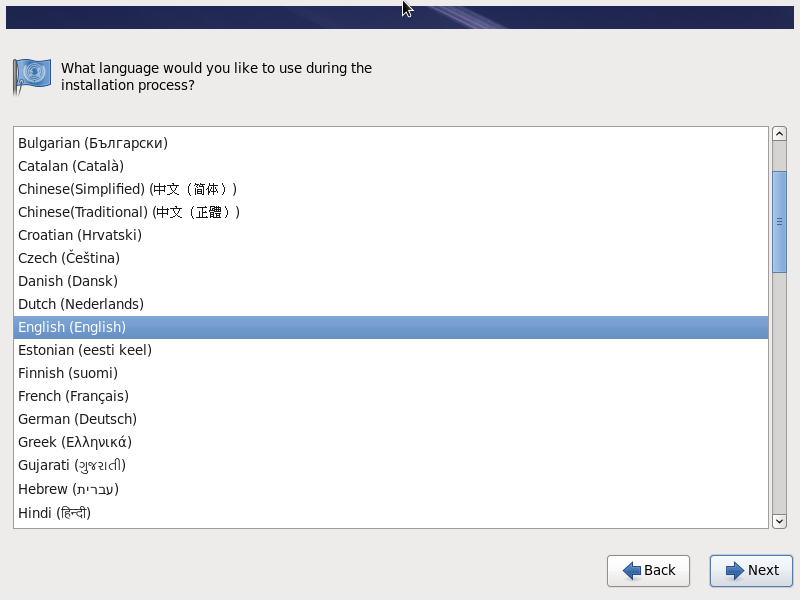 What language would you like to use during the
installation process?
Bulgarian (Български)
Catalan (Català)
Chinese(Simplified) (中文（简体）)
Chinese(Traditional) (中文（正體）)
Croatian (Hrvatski)
Czech (Čeština)
Danish (Dansk)
Dutch (Nederlands)
English (English)
Estonian (eesti keel)
Finnish (suomi)
French (Français)
German (Deutsch)
Greek (Ελληνικά)
Gujarati (ગુજરાતી)
Hebrew (עברית)
Hindi (हिन्दी)
Back
Next